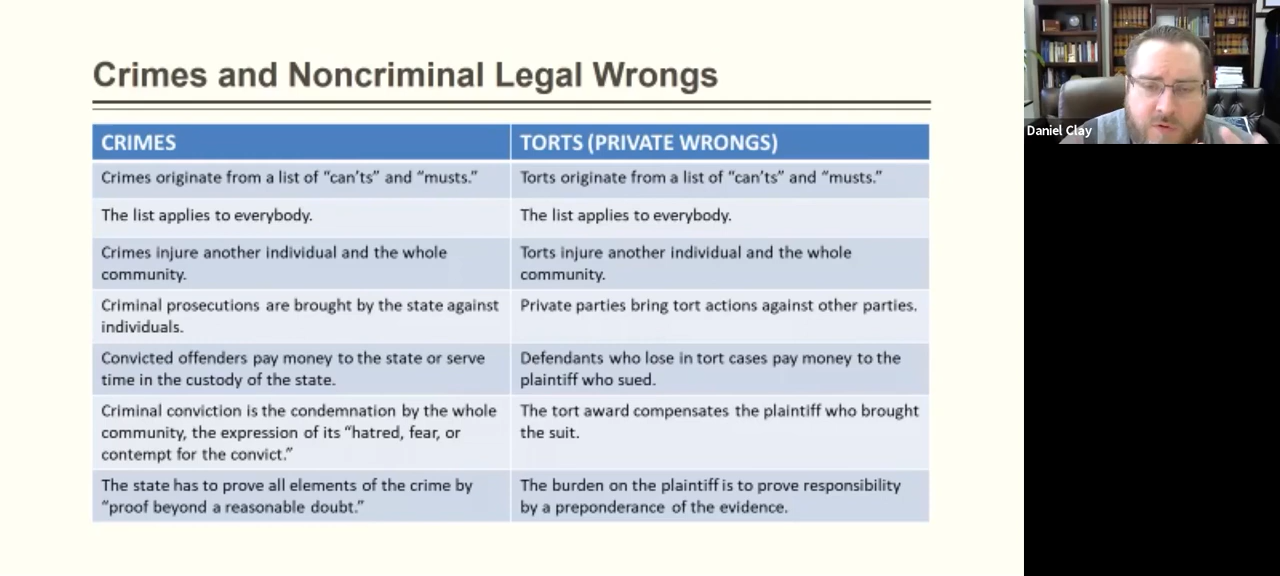 Crimes and Noncriminal Legal Wrongs
CRIMES
TORTS (PRIVATE WRONGS)
Crimes originate from a list of “can’ts” and “musts.”
Torts originate from a list of “can’ts” and “musts.”
The list applies to everybody.
The list applies to everybody.
Crimes injure another individual and the whole
community.
Torts injure another individual and the whole
community.
Criminal prosecutions are brought by the state against
individuals.
Private parties bring tort actions against other parties.
Convicted offenders pay money to the state or serve
time in the custody of the state.
Defendants who lose in tort cases pay money to the
plaintiff who sued.
Criminal conviction is the condemnation by the whole
community, the expression of its “hatred, fear, or
contempt for the convict.”
The tort award compensates the plaintiff who brought
the suit.
The state has to prove all elements of the crime by
“proof beyond a reasonable doubt.”
The burden on the plaintiff is to prove responsibility
by a preponderance of the evidence.
Daniel Clay